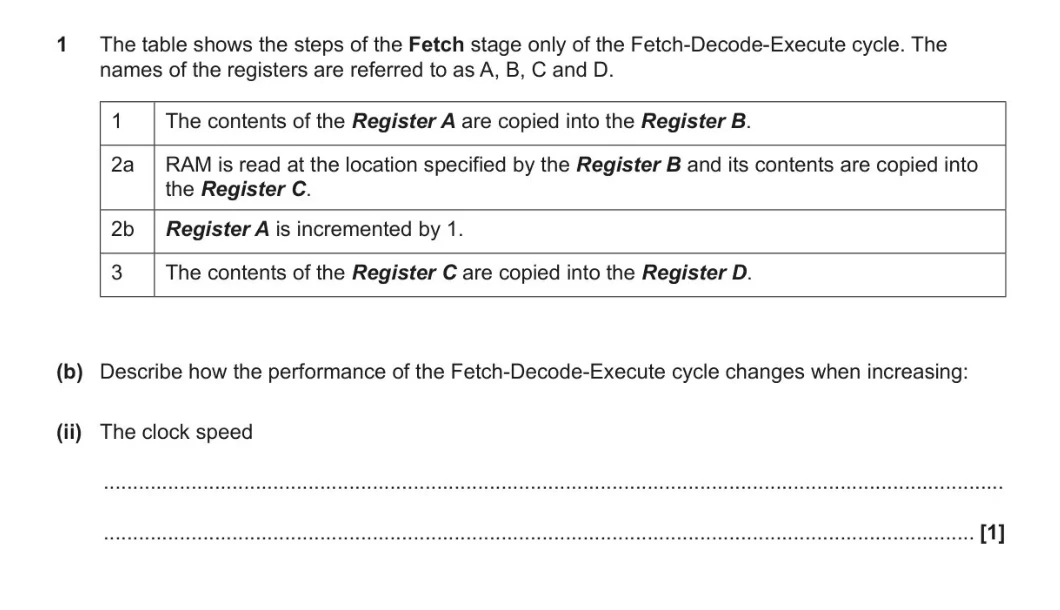 1 The table shows the steps of the Fetch stage only of the Fetch-Decode-Execute cycle. The
names of the registers are referred to as A, B, C and D.
1 The contents of the Register A are copied into the Register B.
2a RAM is read at the location specified by the Register B and its contents are copied into
the Register C.
2b Register A is incremented by 1.
3 The contents of the Register C are copied into the Register D.
(b) Describe how the performance of the Fetch-Decode-Execute cycle changes when increasing:
(ii) The clock speed
[1]